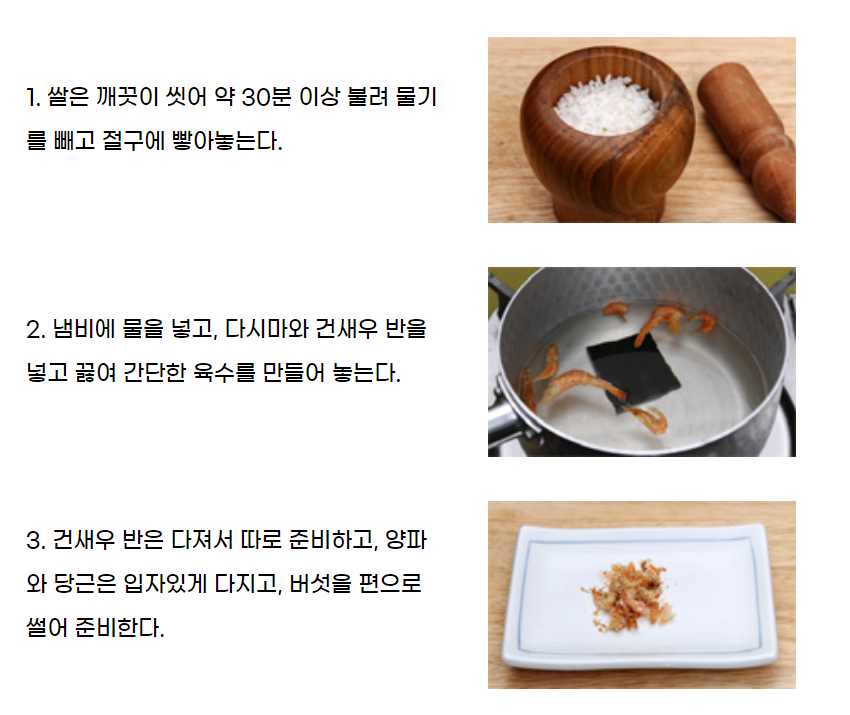 1. 쌀은 깨끗이 씻어 약 30분 이상 불려 물기
를 빼고 절구에 빻아놓는다.
2. 냄비에 물을 넣고, 다시마와 건새우 반을
넣고 끓여 간단한 육수를 만들어 놓는다.
3. 건새우 반은 다져서 따로 준비하고, 양파
와 당근은 입자있게 다지고, 버섯을 편으로
썰어 준비한다.